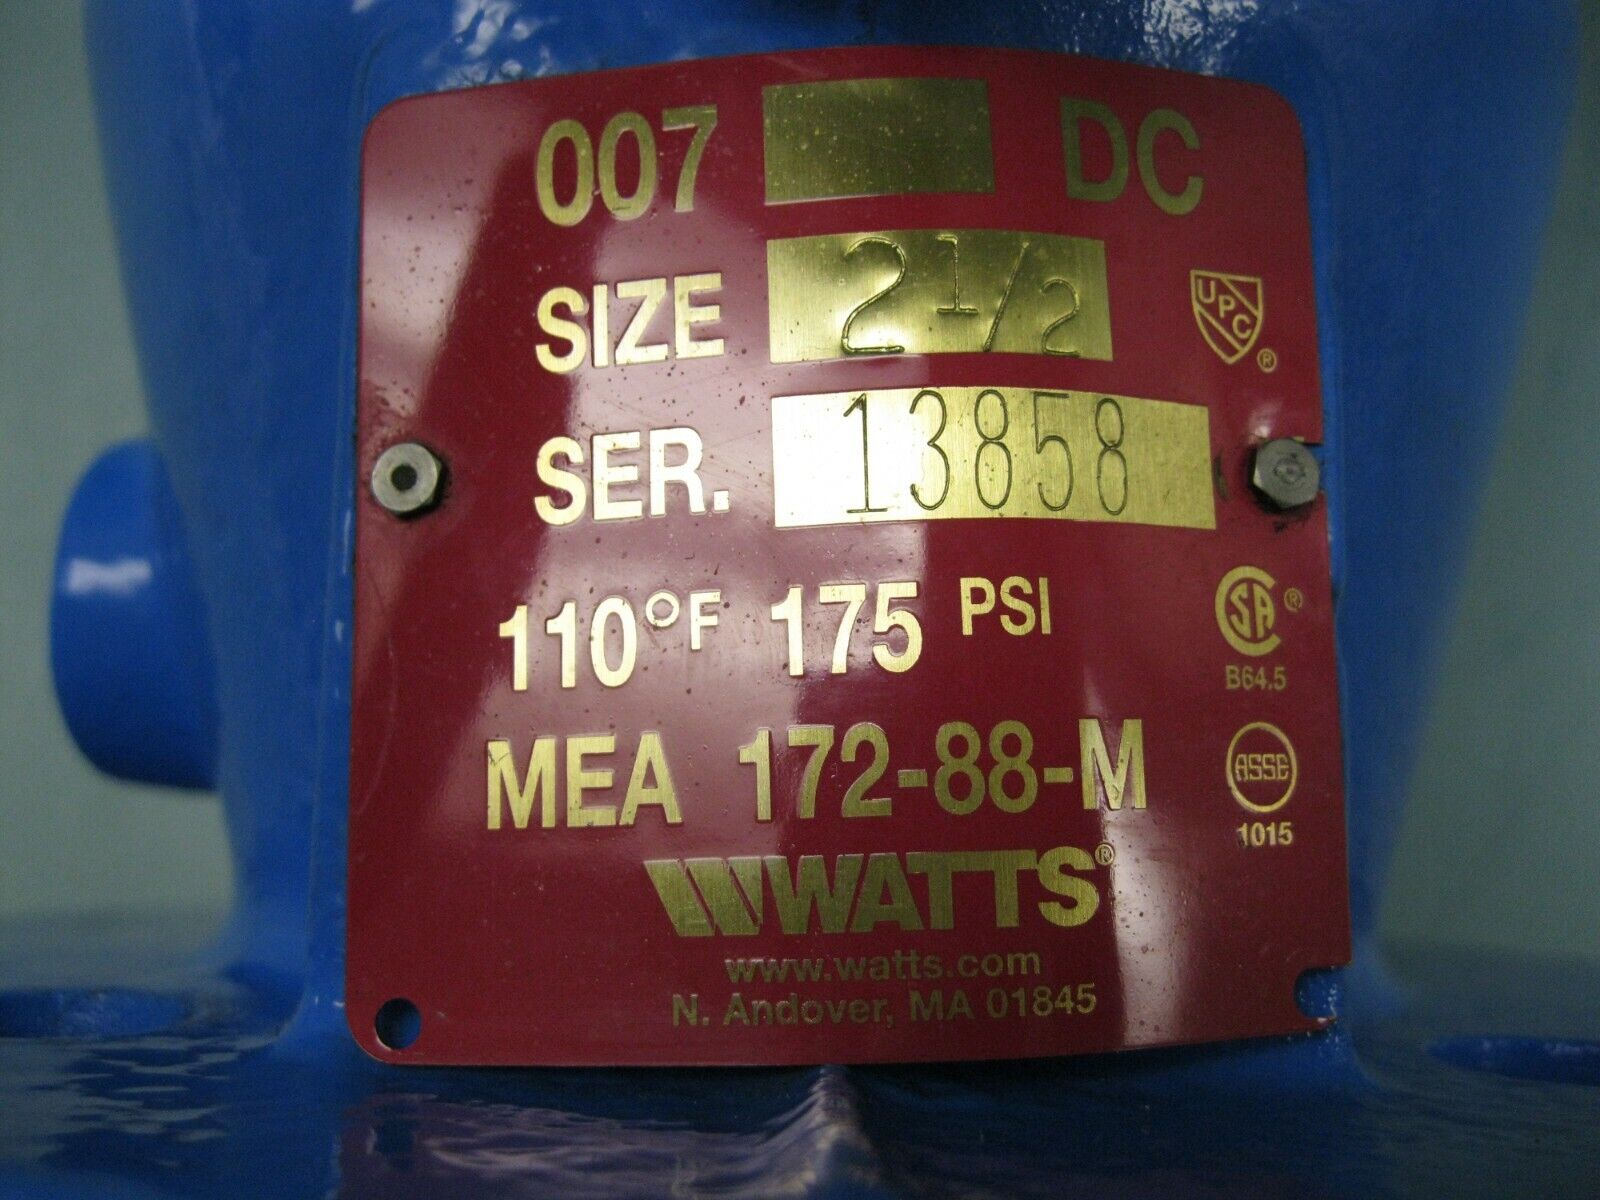 007 DC
SIZE 2 1/2
UPC ®
SER. 13858
110°F 175 PSI
CSA ®
B64.5
MEA 172-88-M
ASSE
1015
WATTS®
www.watts.com
N. Andover, MA 01845